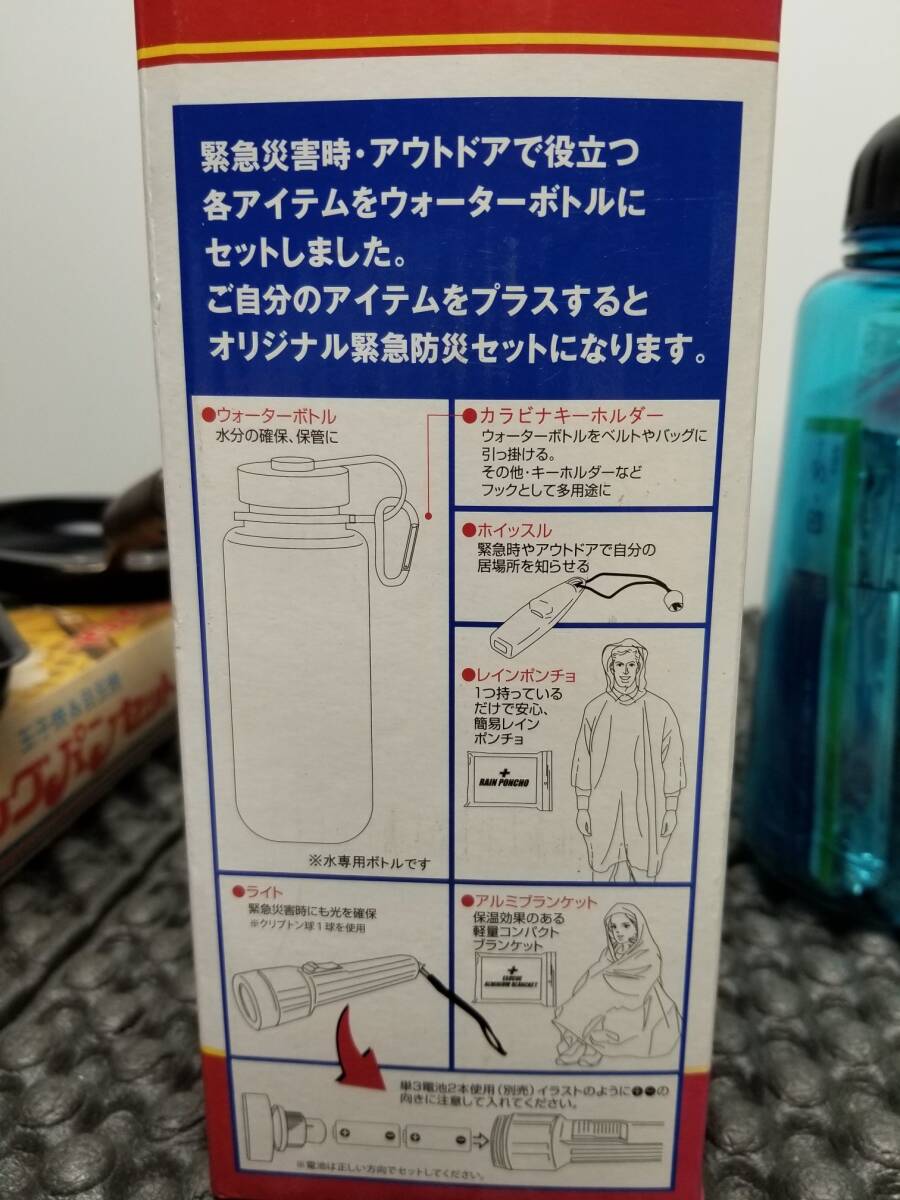 緊急災害時・アウトドアで役立つ
各アイテムをウォーターボトルに
セットしました。
ご自分のアイテムをプラスすると
オリジナル緊急防災セットになります。
●ウォーターボトル
水分の確保、保管に
※水専用ボトルです
●カラビナキーホルダー
ウォーターボトルをベルトやバッグに
引っ掛ける。
その他・キーホルダーなど
フックとして多用途に
●ホイッスル
緊急時やアウトドアで自分の
居場所を知らせる
●レインポンチョ
1つ持っている
だけで安心、
簡易レイン
ポンチョ
RAIN PONCHO
●ライト
緊急災害時にも光を確保
※クリプトン球1球を使用
●アルミブランケット
保温効果のある
軽量コンパクト
ブランケット
ALUMINUM BLANKET
単3電池2本使用(別売)イラストのように⊕⊖の
向きに注意して入れてください。
※電池は正しい方向でセットしてください。